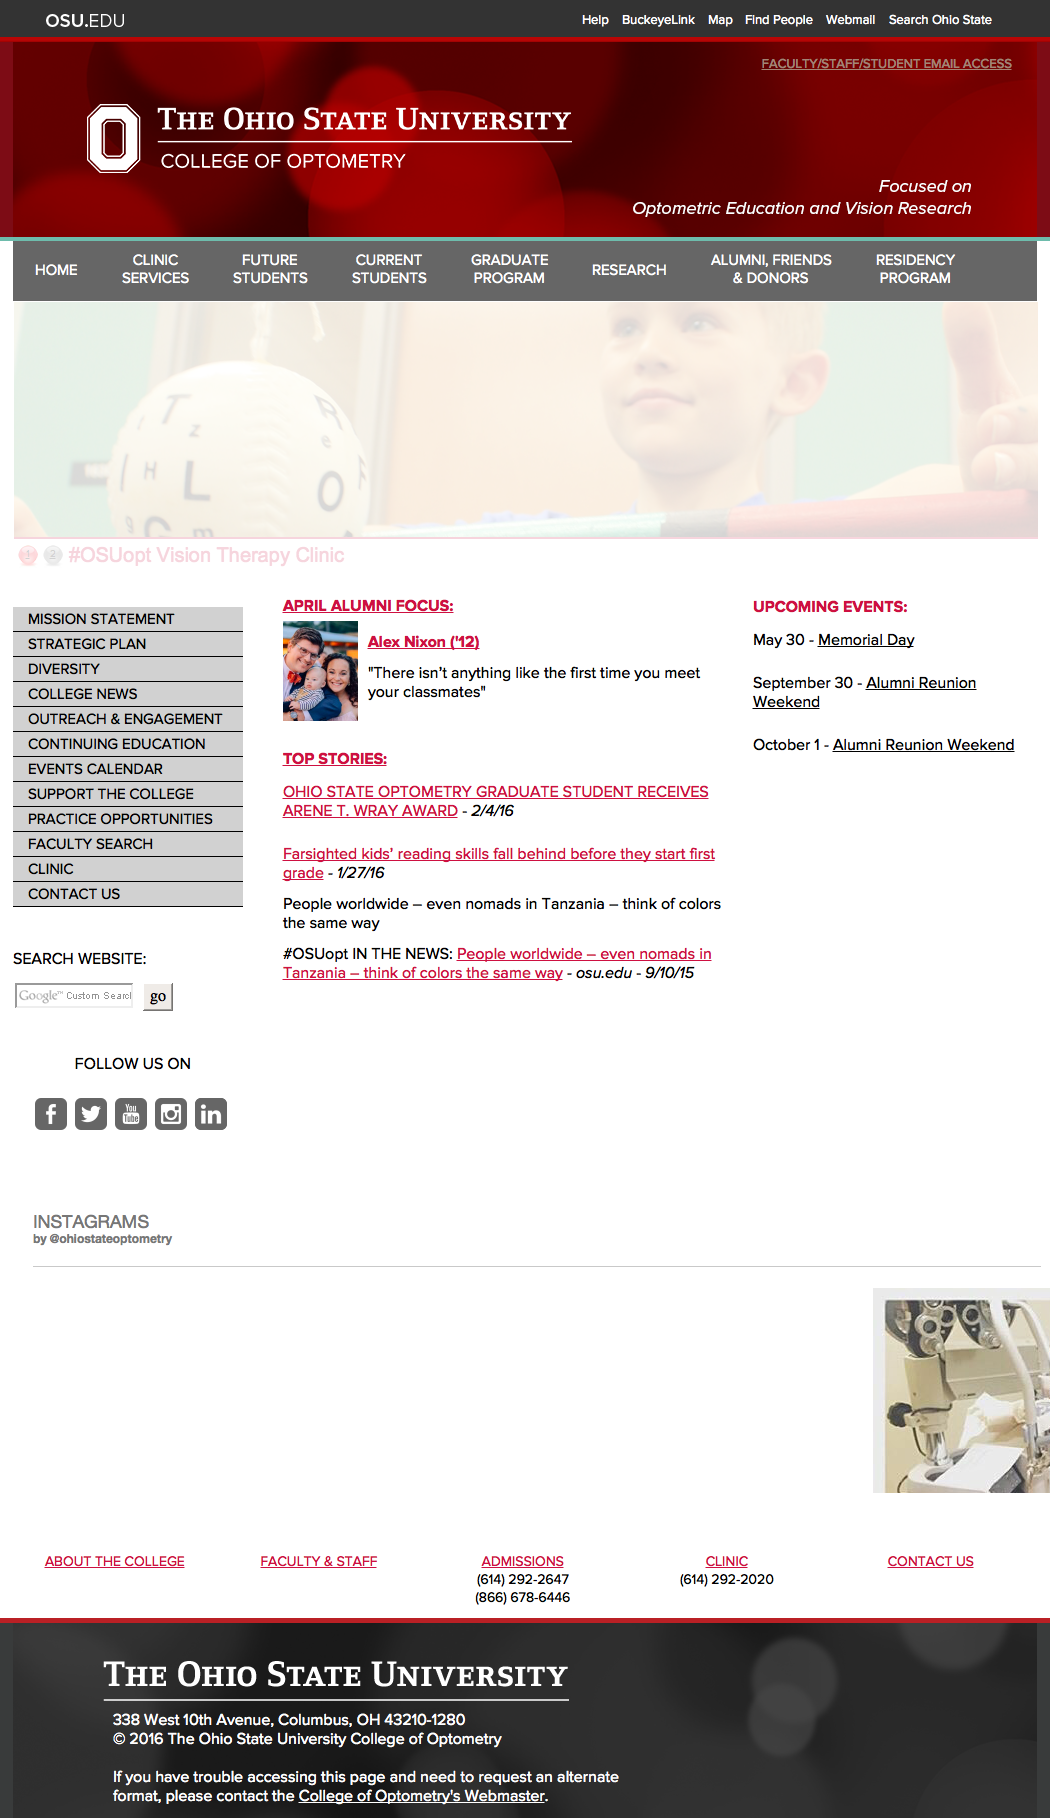 OSU.EDU
Help BuckeyeLink Map Find People Webmail Search Ohio State
FACULTY/STAFF/STUDENT EMAIL ACCESS
THE OHIO STATE UNIVERSITY
COLLEGE OF OPTOMETRY
Focused on
Optometric Education and Vision Research
HOME
CLINIC
SERVICES
FUTURE
STUDENTS
CURRENT
STUDENTS
GRADUATE
PROGRAM
RESEARCH
ALUMNI, FRIENDS
& DONORS
RESIDENCY
PROGRAM
T R e
I H L O F
G m
1 2 #OSUopt Vision Therapy Clinic
MISSION STATEMENT
STRATEGIC PLAN
DIVERSITY
COLLEGE NEWS
OUTREACH & ENGAGEMENT
CONTINUING EDUCATION
EVENTS CALENDAR
SUPPORT THE COLLEGE
PRACTICE OPPORTUNITIES
FACULTY SEARCH
CLINIC
CONTACT US
SEARCH WEBSITE:
Google™ Custom Search go
FOLLOW US ON
f You Tube in
APRIL ALUMNI FOCUS:
Alex Nixon ('12)
"There isn't anything like the first time you meet
your classmates"
TOP STORIES:
OHIO STATE OPTOMETRY GRADUATE STUDENT RECEIVES
ARENE T. WRAY AWARD - 2/4/16
Farsighted kids' reading skills fall behind before they start first
grade - 1/27/16
People worldwide – even nomads in Tanzania – think of colors
the same way
#OSUopt IN THE NEWS: People worldwide – even nomads in
Tanzania – think of colors the same way - osu.edu - 9/10/15
UPCOMING EVENTS:
May 30 - Memorial Day
September 30 - Alumni Reunion
Weekend
October 1 - Alumni Reunion Weekend
INSTAGRAMS
by @ohiostateoptometry
ABOUT THE COLLEGE
FACULTY & STAFF
ADMISSIONS
(614) 292-2647
(866) 678-6446
CLINIC
(614) 292-2020
CONTACT US
THE OHIO STATE UNIVERSITY
338 West 10th Avenue, Columbus, OH 43210-1280
© 2016 The Ohio State University College of Optometry
If you have trouble accessing this page and need to request an alternate
format, please contact the College of Optometry's Webmaster.